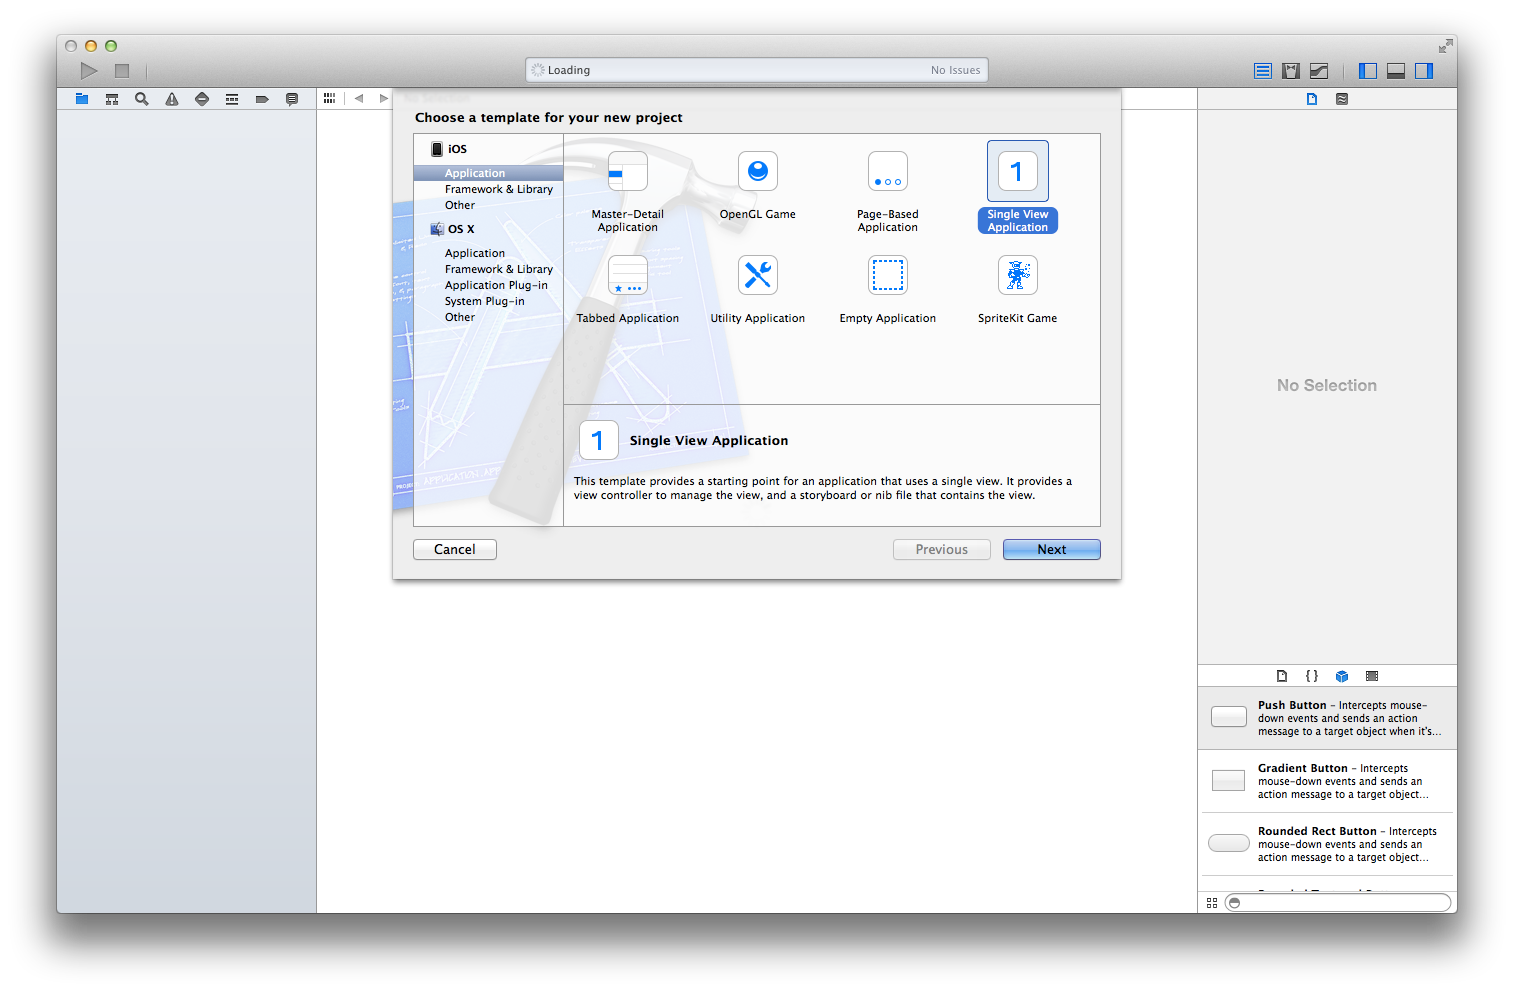 Loading
No Issues
No Selection
Choose a template for your new project
iOS
Application
Framework & Library
Other
OS X
Application
Framework & Library
Application Plug-in
System Plug-in
Other
Master-Detail
Application
OpenGL Game
Page-Based
Application
1
Single View
Application
Tabbed Application
Utility Application
Empty Application
SpriteKit Game
1
Single View Application
This template provides a starting point for an application that uses a single view. It provides a
view controller to manage the view, and a storyboard or nib file that contains the view.
Cancel
Previous
Next
No Selection
{ }
Push Button - Intercepts mouse-
down events and sends an action
message to a target object when it's...
Gradient Button - Intercepts
mouse-down events and sends an
action message to a target object...
Rounded Rect Button - Intercepts
mouse-down events and sends an
action message to a target object...